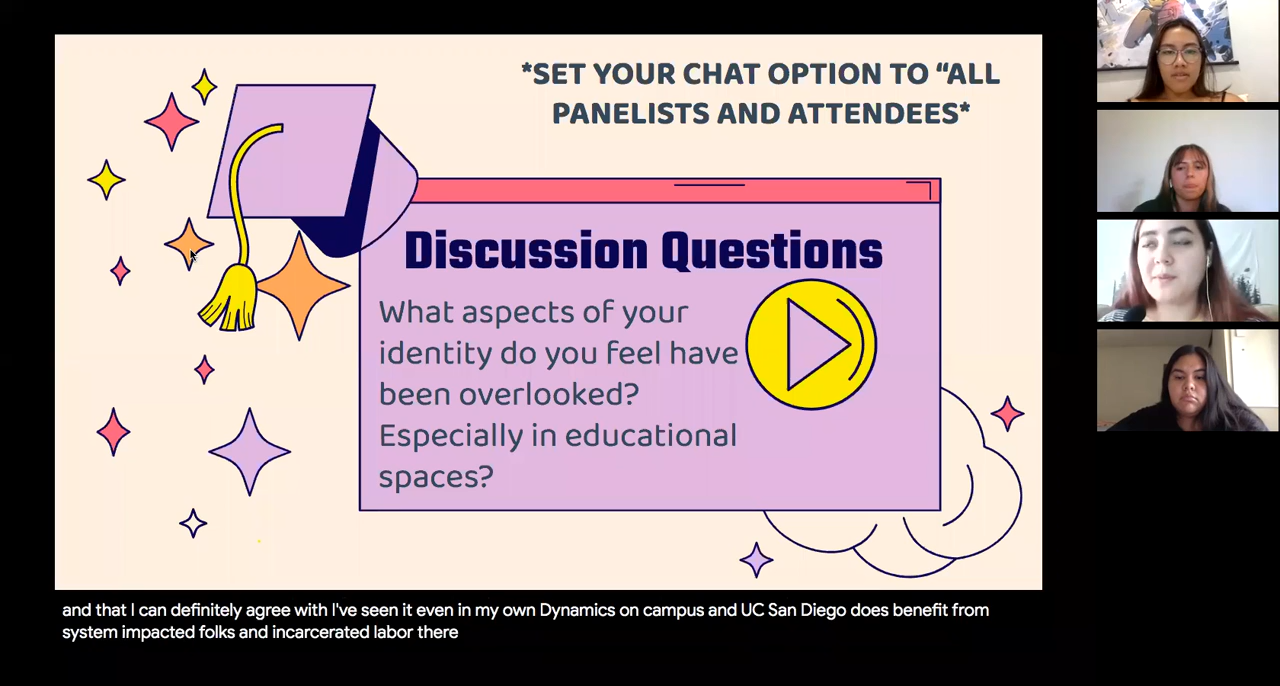 *SET YOUR CHAT OPTION TO “ALL
PANELISTS AND ATTENDEES*
Discussion Questions
What aspects of your
identity do you feel have
been overlooked?
Especially in educational
spaces?
and that I can definitely agree with I've seen it even in my own Dynamics on campus and UC San Diego does benefit from
system impacted folks and incarcerated labor there